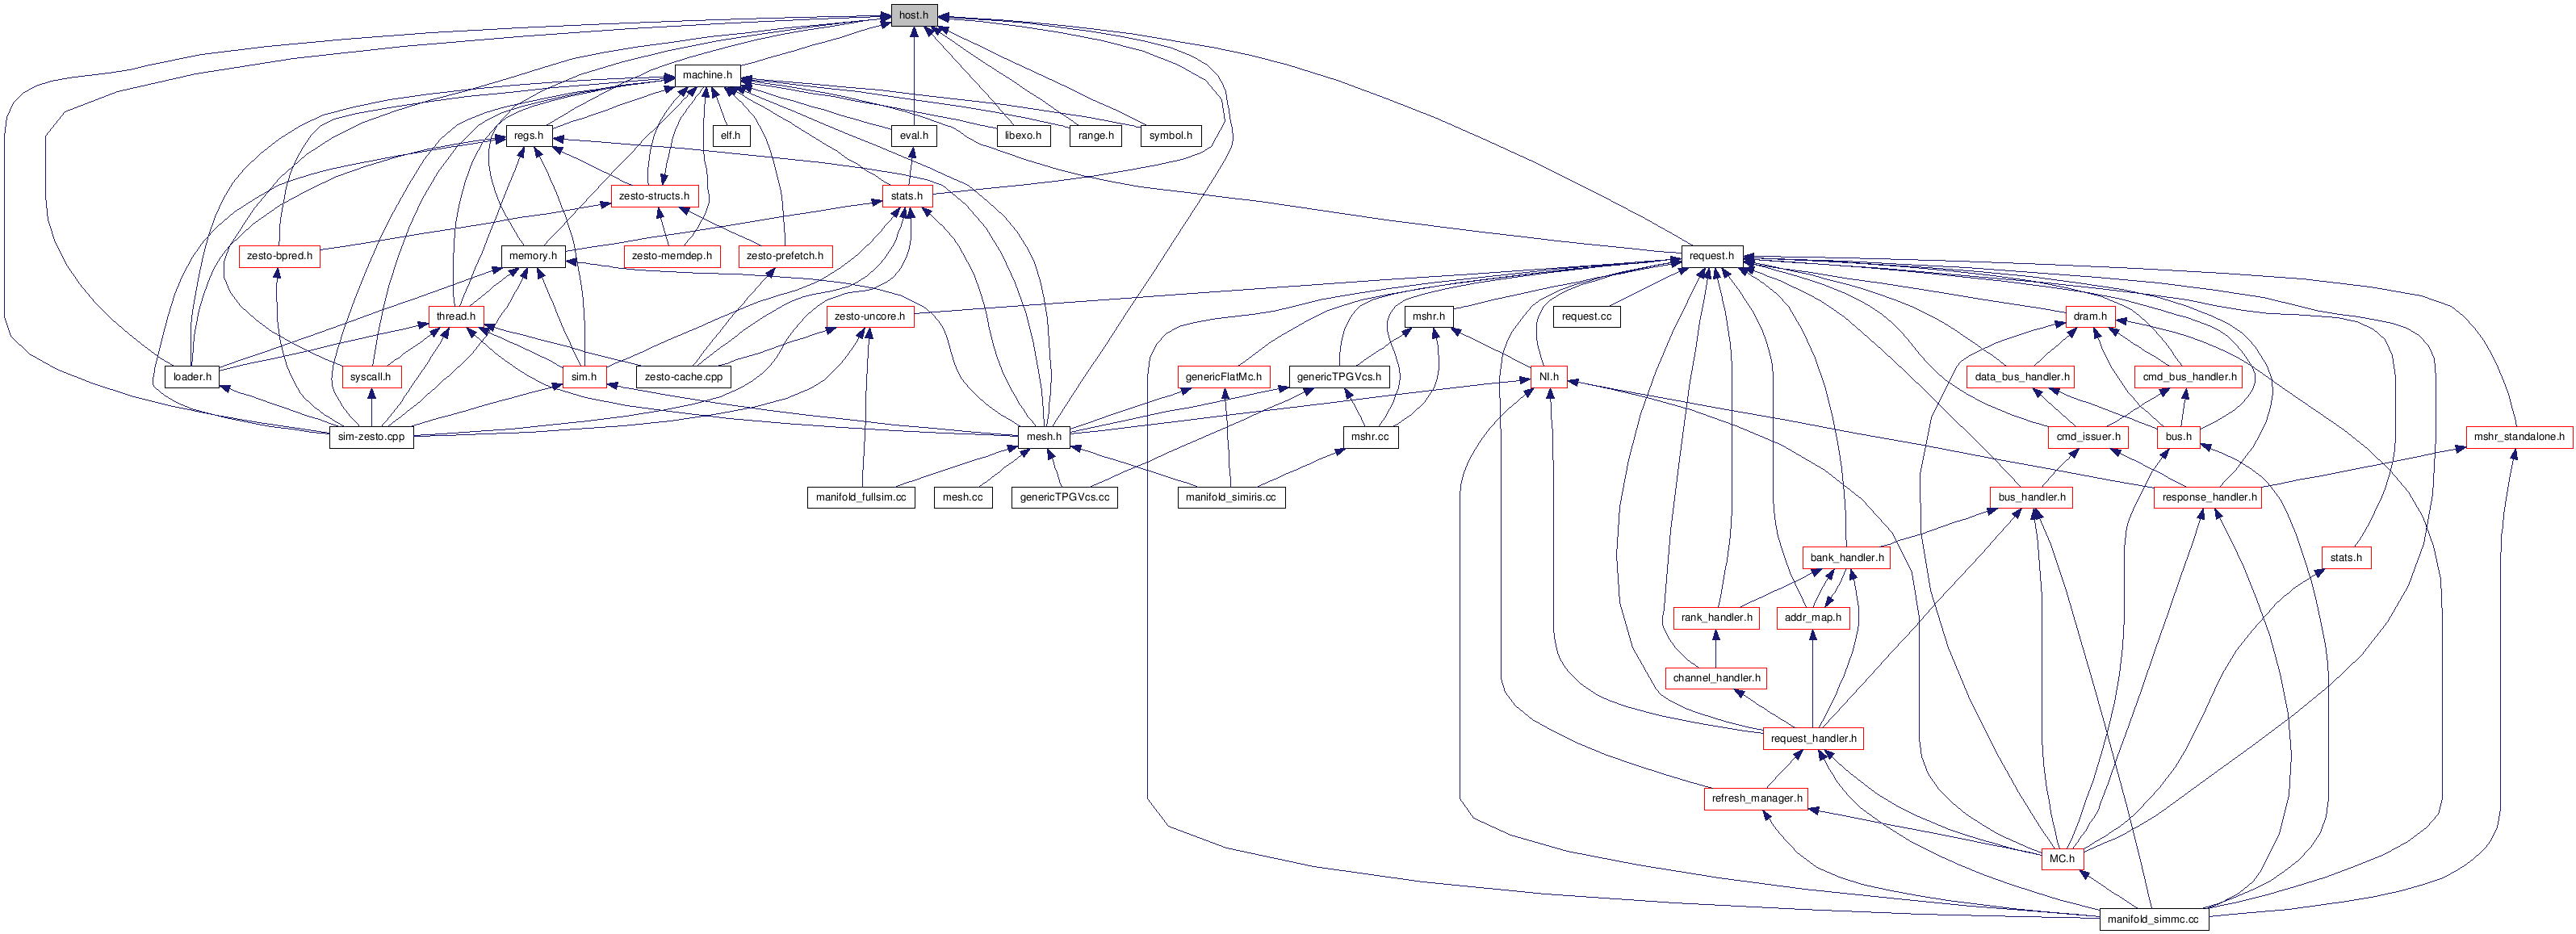 host.h
machine.h
regs.h
elf.h
eval.h
libexo.h
range.h
symbol.h
zesto-structs.h
stats.h
zesto-bpred.h
memory.h
zesto-memdep.h
zesto-prefetch.h
request.h
thread.h
zesto-uncore.h
mshr.h
request.cc
dram.h
loader.h
syscall.h
sim.h
zesto-cache.cpp
genericFlatMc.h
genericTPGVcs.h
NI.h
data_bus_handler.h
cmd_bus_handler.h
sim-zesto.cpp
mesh.h
mshr.cc
cmd_issuer.h
bus.h
mshr_standalone.h
manifold_fullsim.cc
mesh.cc
genericTPGVcs.cc
manifold_simiris.cc
bus_handler.h
response_handler.h
bank_handler.h
stats.h
rank_handler.h
addr_map.h
channel_handler.h
request_handler.h
refresh_manager.h
MC.h
manifold_simmc.cc